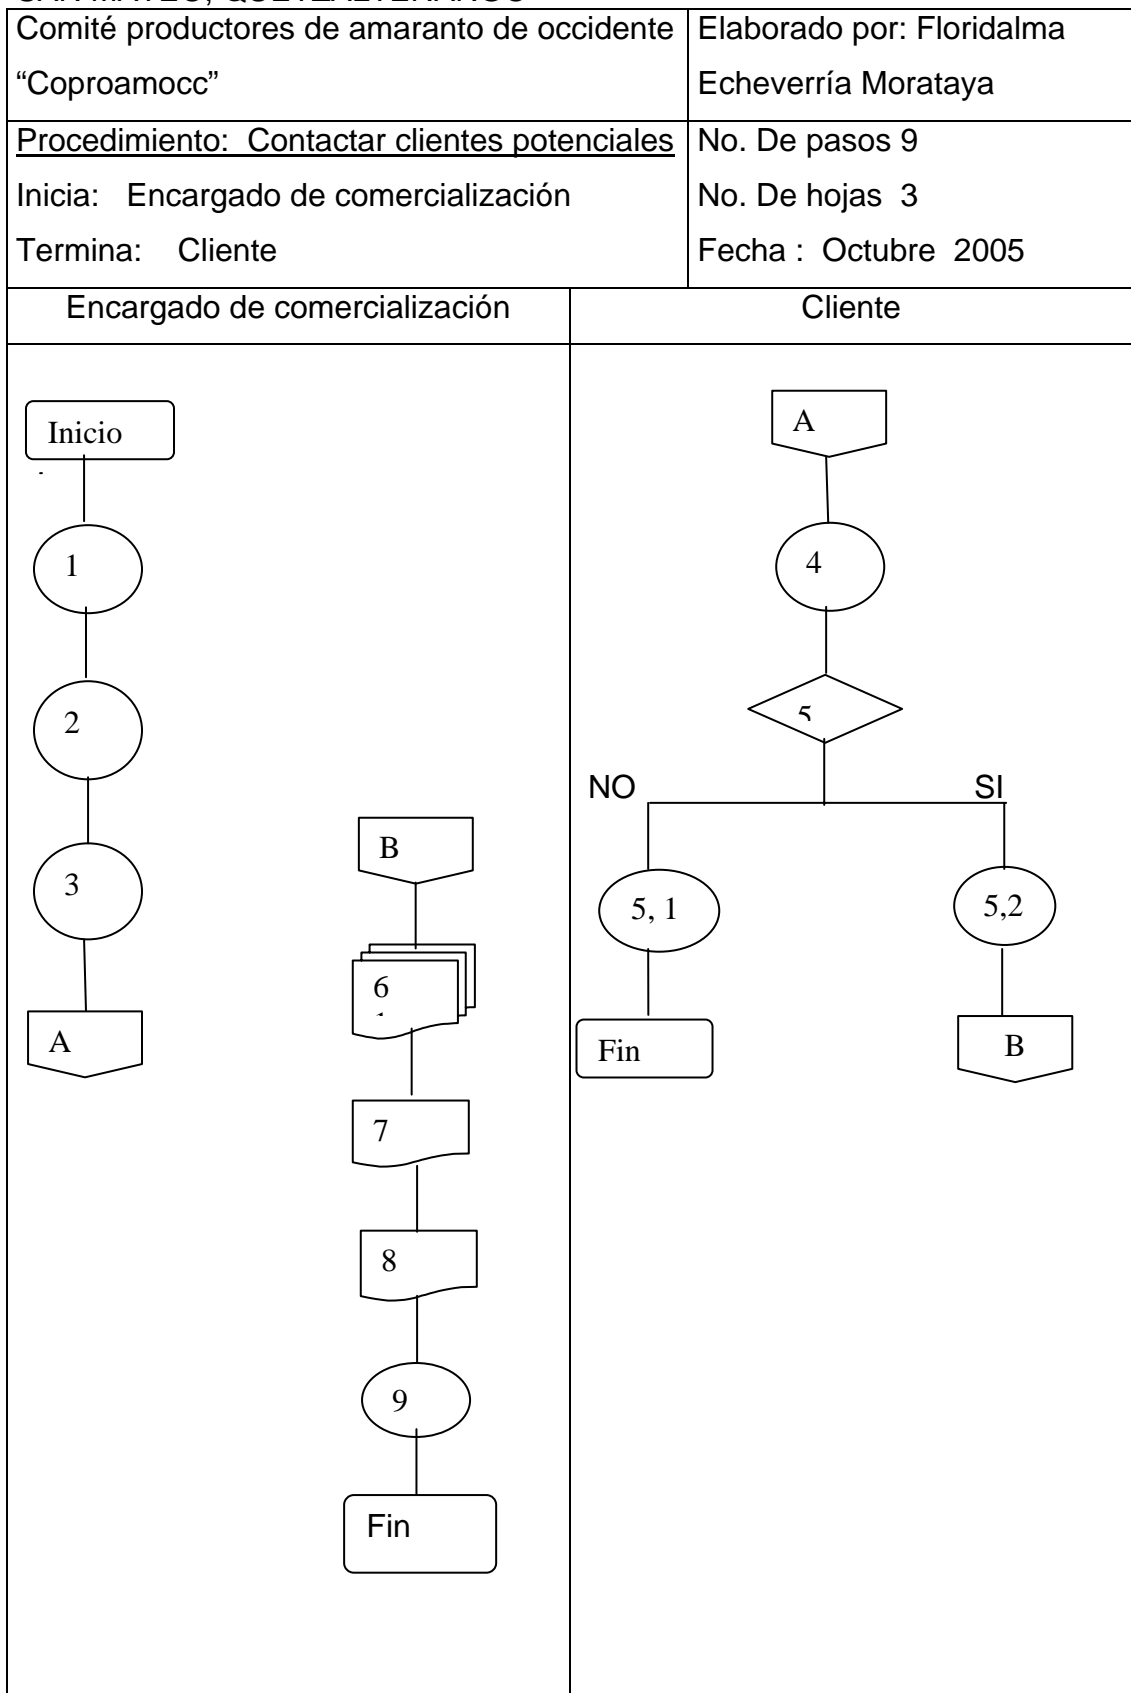 Comité productores de amaranto de occidente
“Coproamocc”
Elaborado por: Floridalma
Echeverría Morataya
Procedimiento: Contactar clientes potenciales
Inicia: Encargado de comercialización
Termina: Cliente
No. De pasos 9
No. De hojas 3
Fecha : Octubre 2005
Encargado de comercialización
Cliente
Inicio
1
2
3
A
B
6
7
8
9
Fin
A
4
5
NO
SI
5, 1
5,2
Fin
B